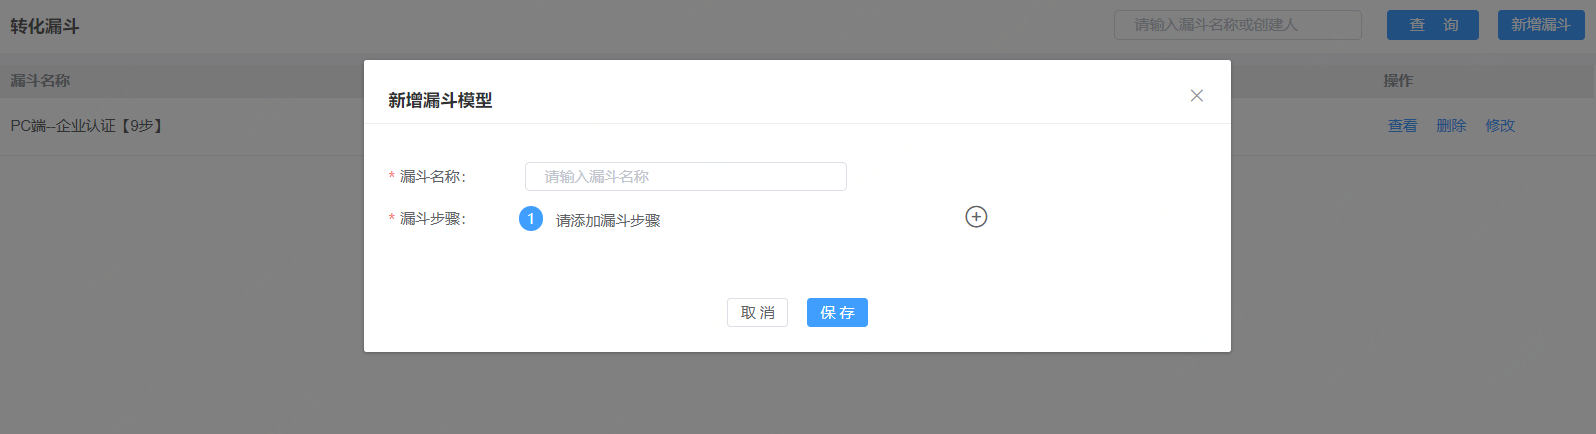 转化漏斗
请输入漏斗名称或创建人
查 询
新增漏斗
漏斗名称
操作
PC端--企业认证【9步】
查看 删除 修改
新增漏斗模型
* 漏斗名称:
请输入漏斗名称
* 漏斗步骤:
1 请添加漏斗步骤
取 消
保 存